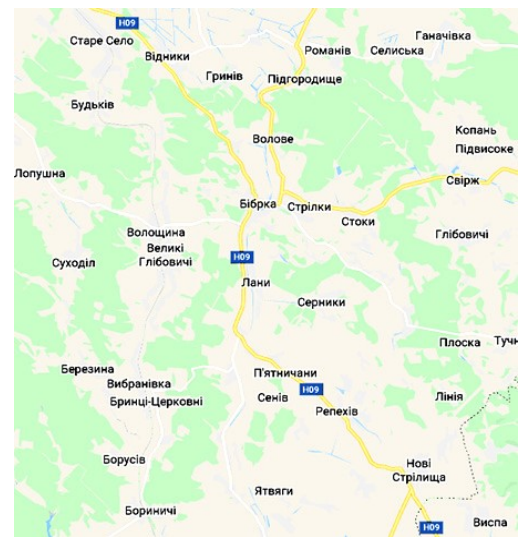 H09
Старе Село
Відники
Романів
Селиська
Ганачівка
Гринів
Підгородище
Будьків
Волове
Копань
Підвисоке
Лопушна
Свірж
Бібрка
Стрілки
Стоки
Волощина
Великі
Глібовичі
Глібовичі
Суходіл
H09
Лани
Серники
Плоска
Тучн
Березина
Вибранівка
П'ятничани
H09
Бринці-Церковні
Сенів
Репехів
Лінія
Борусів
Нові
Стрілища
Ятвяги
Бориничі
H09
Виспа